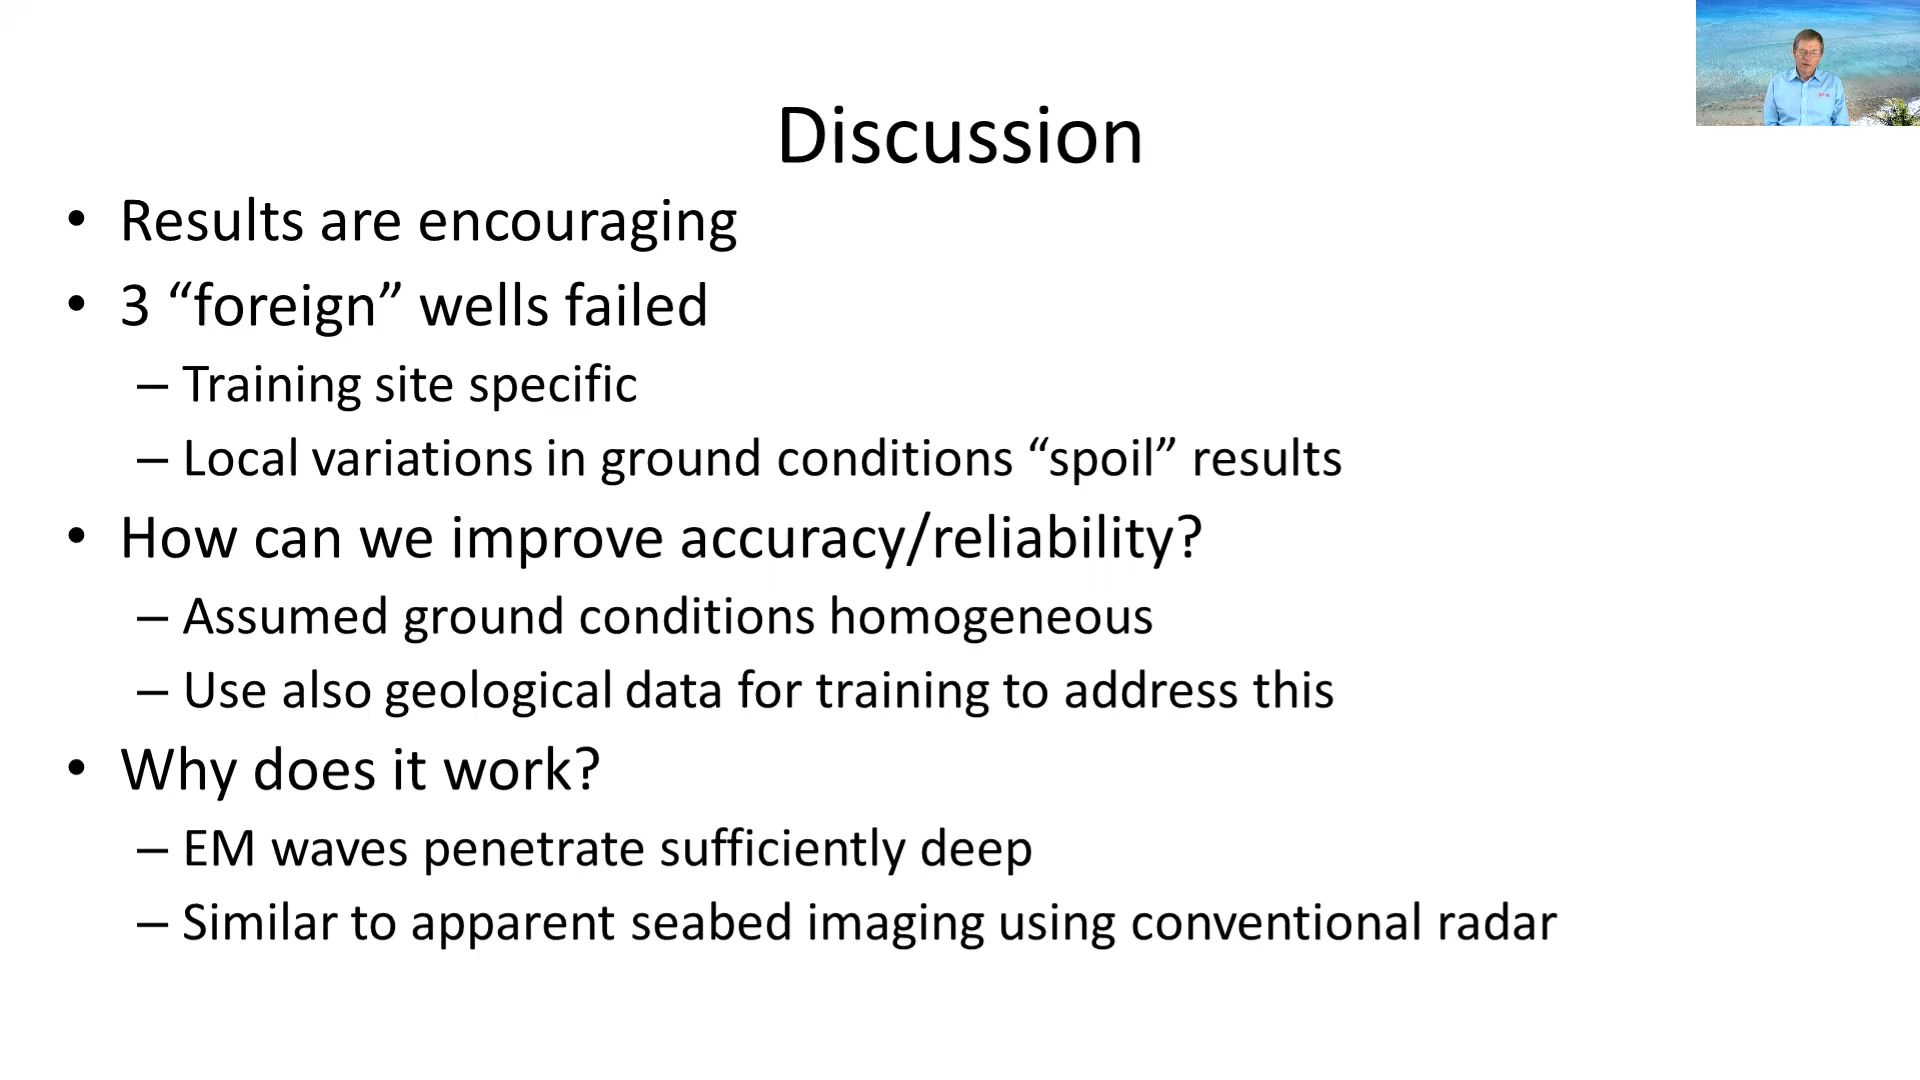 Discussion
• Results are encouraging
• 3 “foreign” wells failed
– Training site specific
– Local variations in ground conditions “spoil” results
• How can we improve accuracy/reliability?
– Assumed ground conditions homogeneous
– Use also geological data for training to address this
• Why does it work?
– EM waves penetrate sufficiently deep
– Similar to apparent seabed imaging using conventional radar